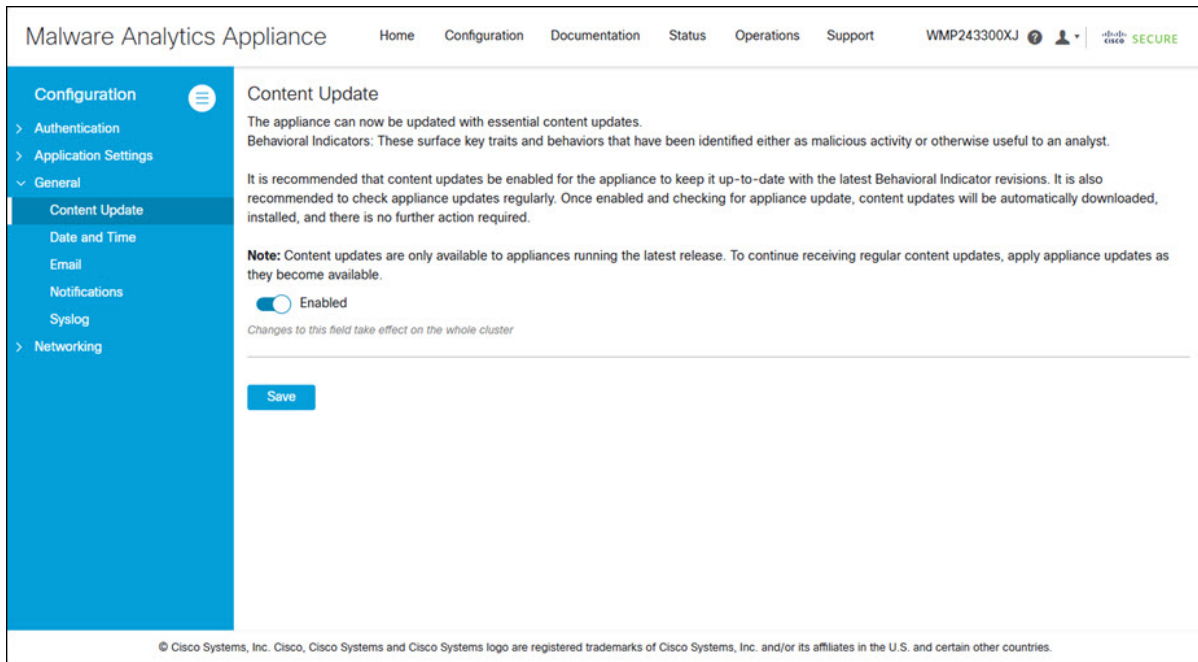 Malware Analytics Appliance
Home Configuration Documentation Status Operations Support
WMP243300XJ
CISCO SECURE
Configuration
Authentication
Application Settings
General
Content Update
Date and Time
Email
Notifications
Syslog
Networking
Content Update
The appliance can now be updated with essential content updates.
Behavioral Indicators: These surface key traits and behaviors that have been identified either as malicious activity or otherwise useful to an analyst.
It is recommended that content updates be enabled for the appliance to keep it up-to-date with the latest Behavioral Indicator revisions. It is also
recommended to check appliance updates regularly. Once enabled and checking for appliance update, content updates will be automatically downloaded,
installed, and there is no further action required.
Note: Content updates are only available to appliances running the latest release. To continue receiving regular content updates, apply appliance updates as
they become available.
Enabled
Changes to this field take effect on the whole cluster
Save
© Cisco Systems, Inc. Cisco, Cisco Systems and Cisco Systems logo are registered trademarks of Cisco Systems, Inc. and/or its affiliates in the U.S. and certain other countries.